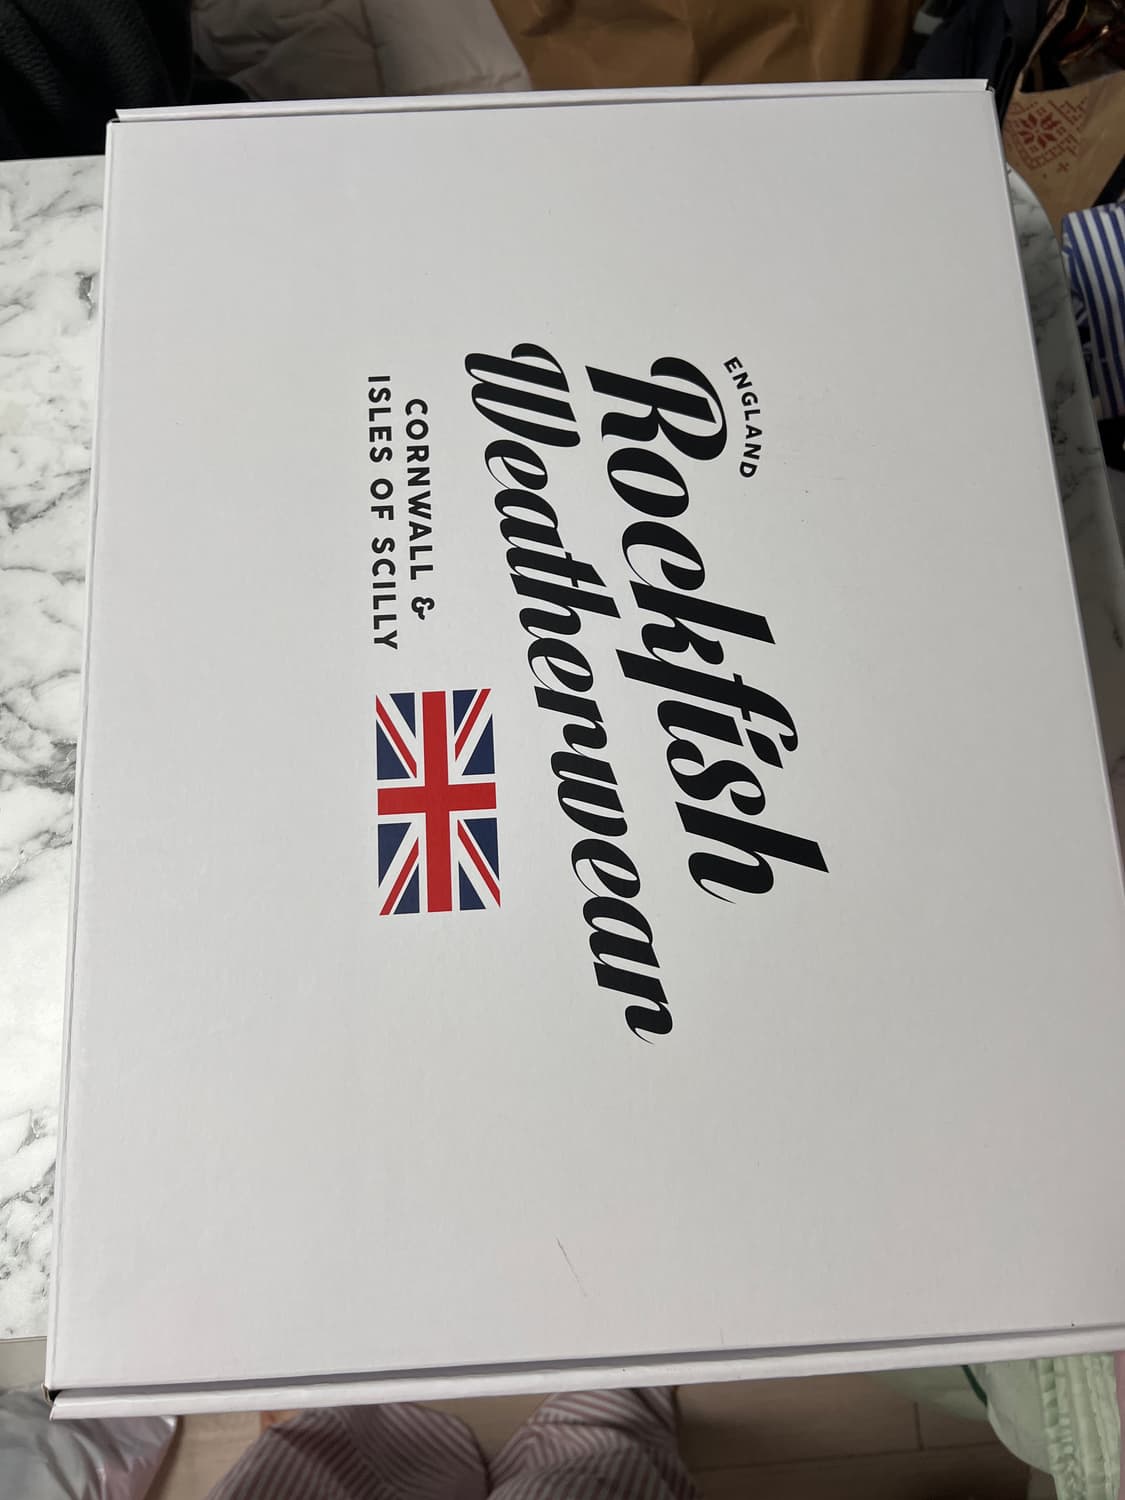 ENGLAND
Rockfish
Weatherwear
CORNWALL &
ISLES OF SCILLY